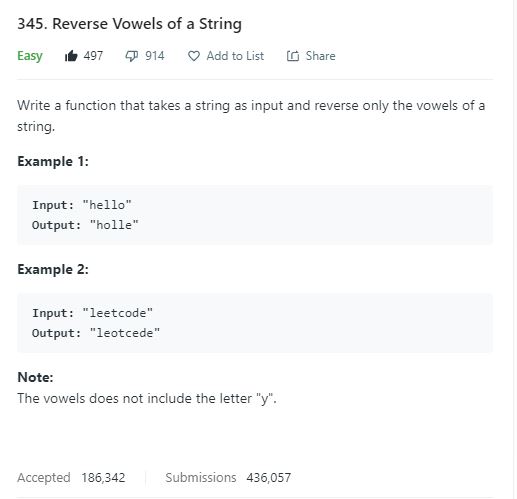 345. Reverse Vowels of a String
Easy 497 914 Add to List Share
Write a function that takes a string as input and reverse only the vowels of a
string.
Example 1:
Input: "hello"
Output: "holle"
Example 2:
Input: "leetcode"
Output: "leotcede"
Note:
The vowels does not include the letter "y".
Accepted 186,342 Submissions 436,057